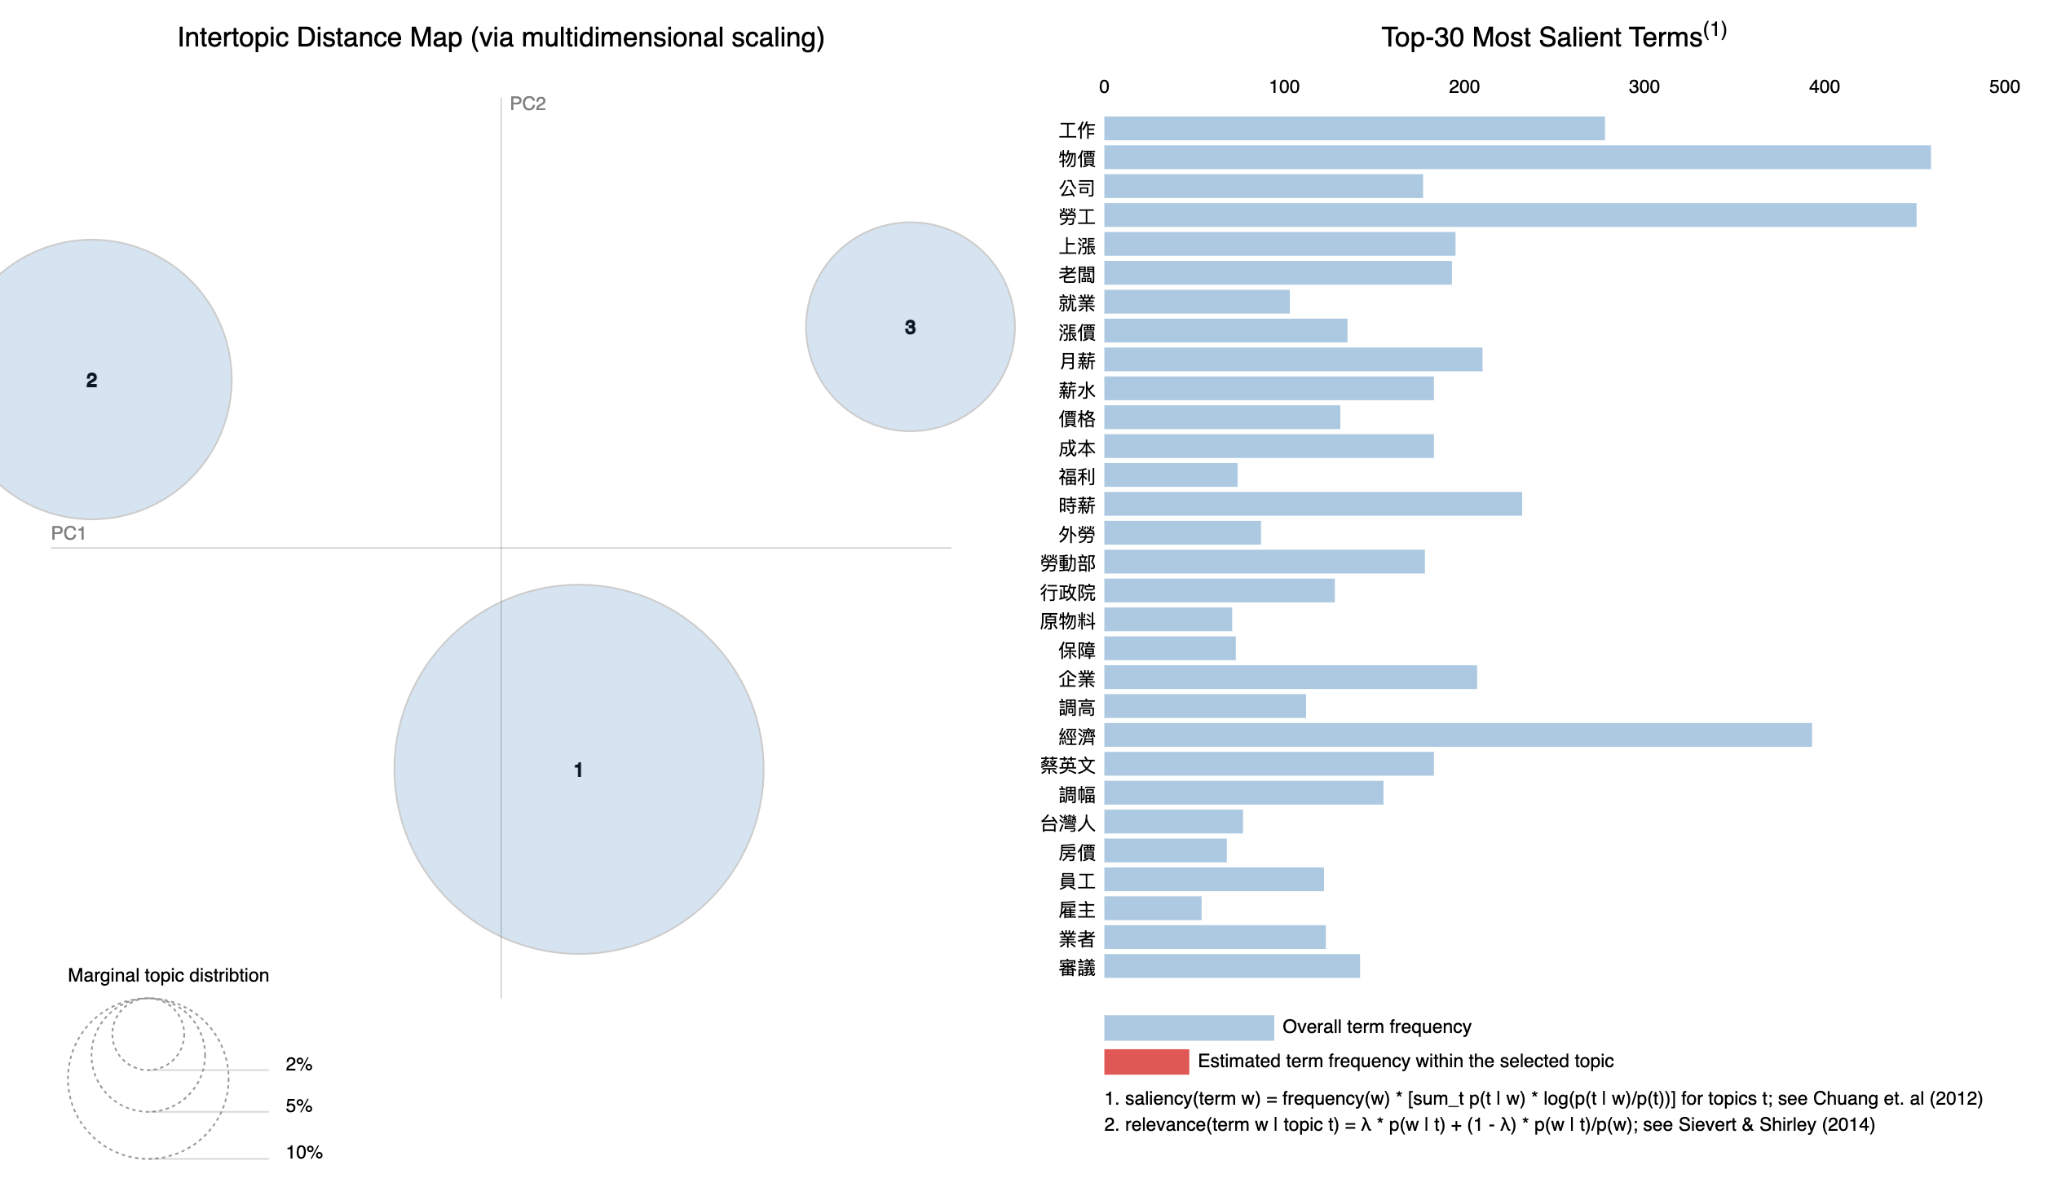 Intertopic Distance Map (via multidimensional scaling)
PC2
PC1
2
3
1
Marginal topic distribtion
2%
5%
10%
Top-30 Most Salient Terms(1)
0 100 200 300 400 500
工作
物價
公司
勞工
上漲
老闆
就業
漲價
月薪
薪水
價格
成本
福利
時薪
外勞
勞動部
行政院
原物料
保障
企業
調高
經濟
蔡英文
調幅
台灣人
房價
員工
雇主
業者
審議
Overall term frequency
Estimated term frequency within the selected topic
1. saliency(term w) = frequency(w) * [sum_t p(t | w) * log(p(t | w)/p(t))] for topics t; see Chuang et. al (2012)
2. relevance(term w | topic t) = λ * p(w | t) + (1 - λ) * p(w | t)/p(w); see Sievert & Shirley (2014)